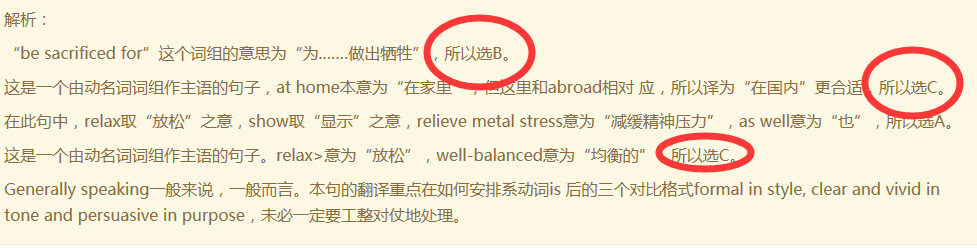 解析：
“be sacrificed for”这个词组的意思为“为.......做出牺牲”，所以选B。
这是一个由动名词词组作主语的句子，at home本意为“在家里”，但这里和abroad相对 应，所以译为“在国内”更合适，所以选C。
在此句中，relax取“放松”之意，show取“显示”之意，relieve metal stress意为“减缓精神压力”，as well意为“也”，所以选A。
这是一个由动名词词组作主语的句子。relax>意为“放松”，well-balanced意为“均衡的” 所以选C。
Generally speaking一般来说，一般而言。本句的翻译重点在如何安排系动词is 后的三个对比格式formal in style, clear and vivid in
tone and persuasive in purpose，未必一定要工整对仗地处理。